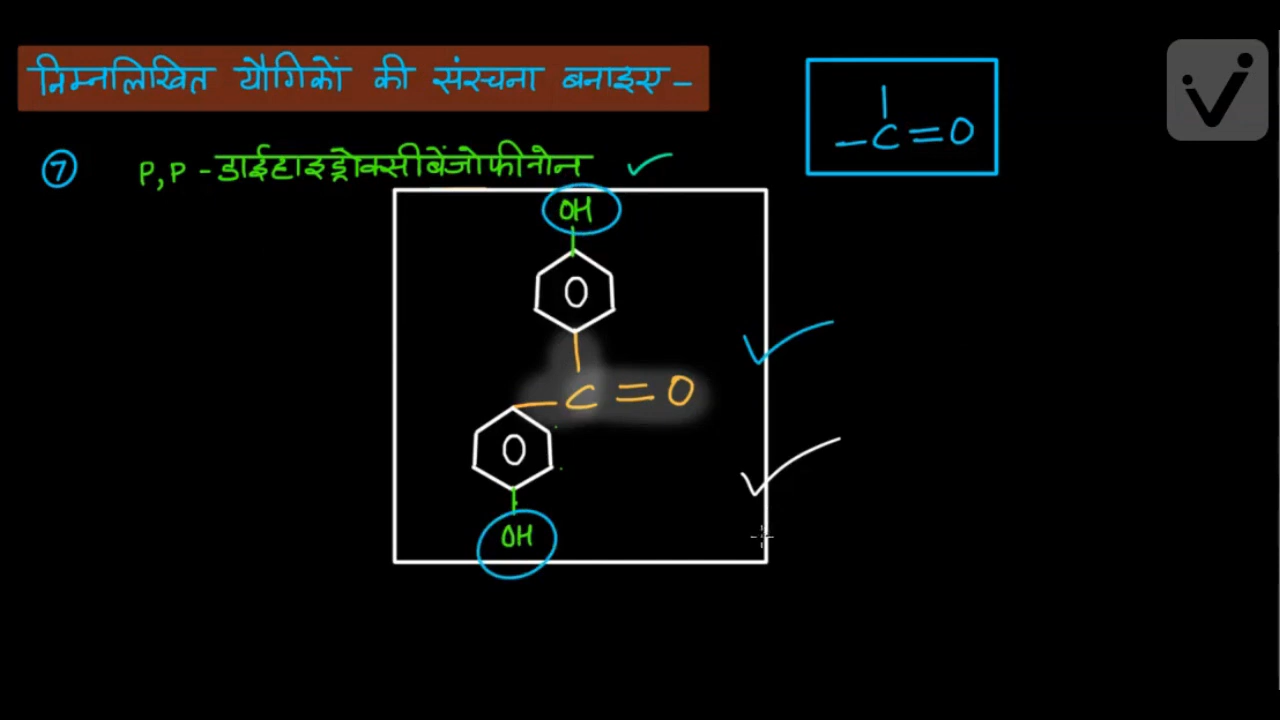 निम्नलिखित यौगिकों की संरचना बनाइए -
-C=O
7 P,P - डाईहाइड्रोक्सीबेंजोफीनोन
OH
O
C=O
O
OH